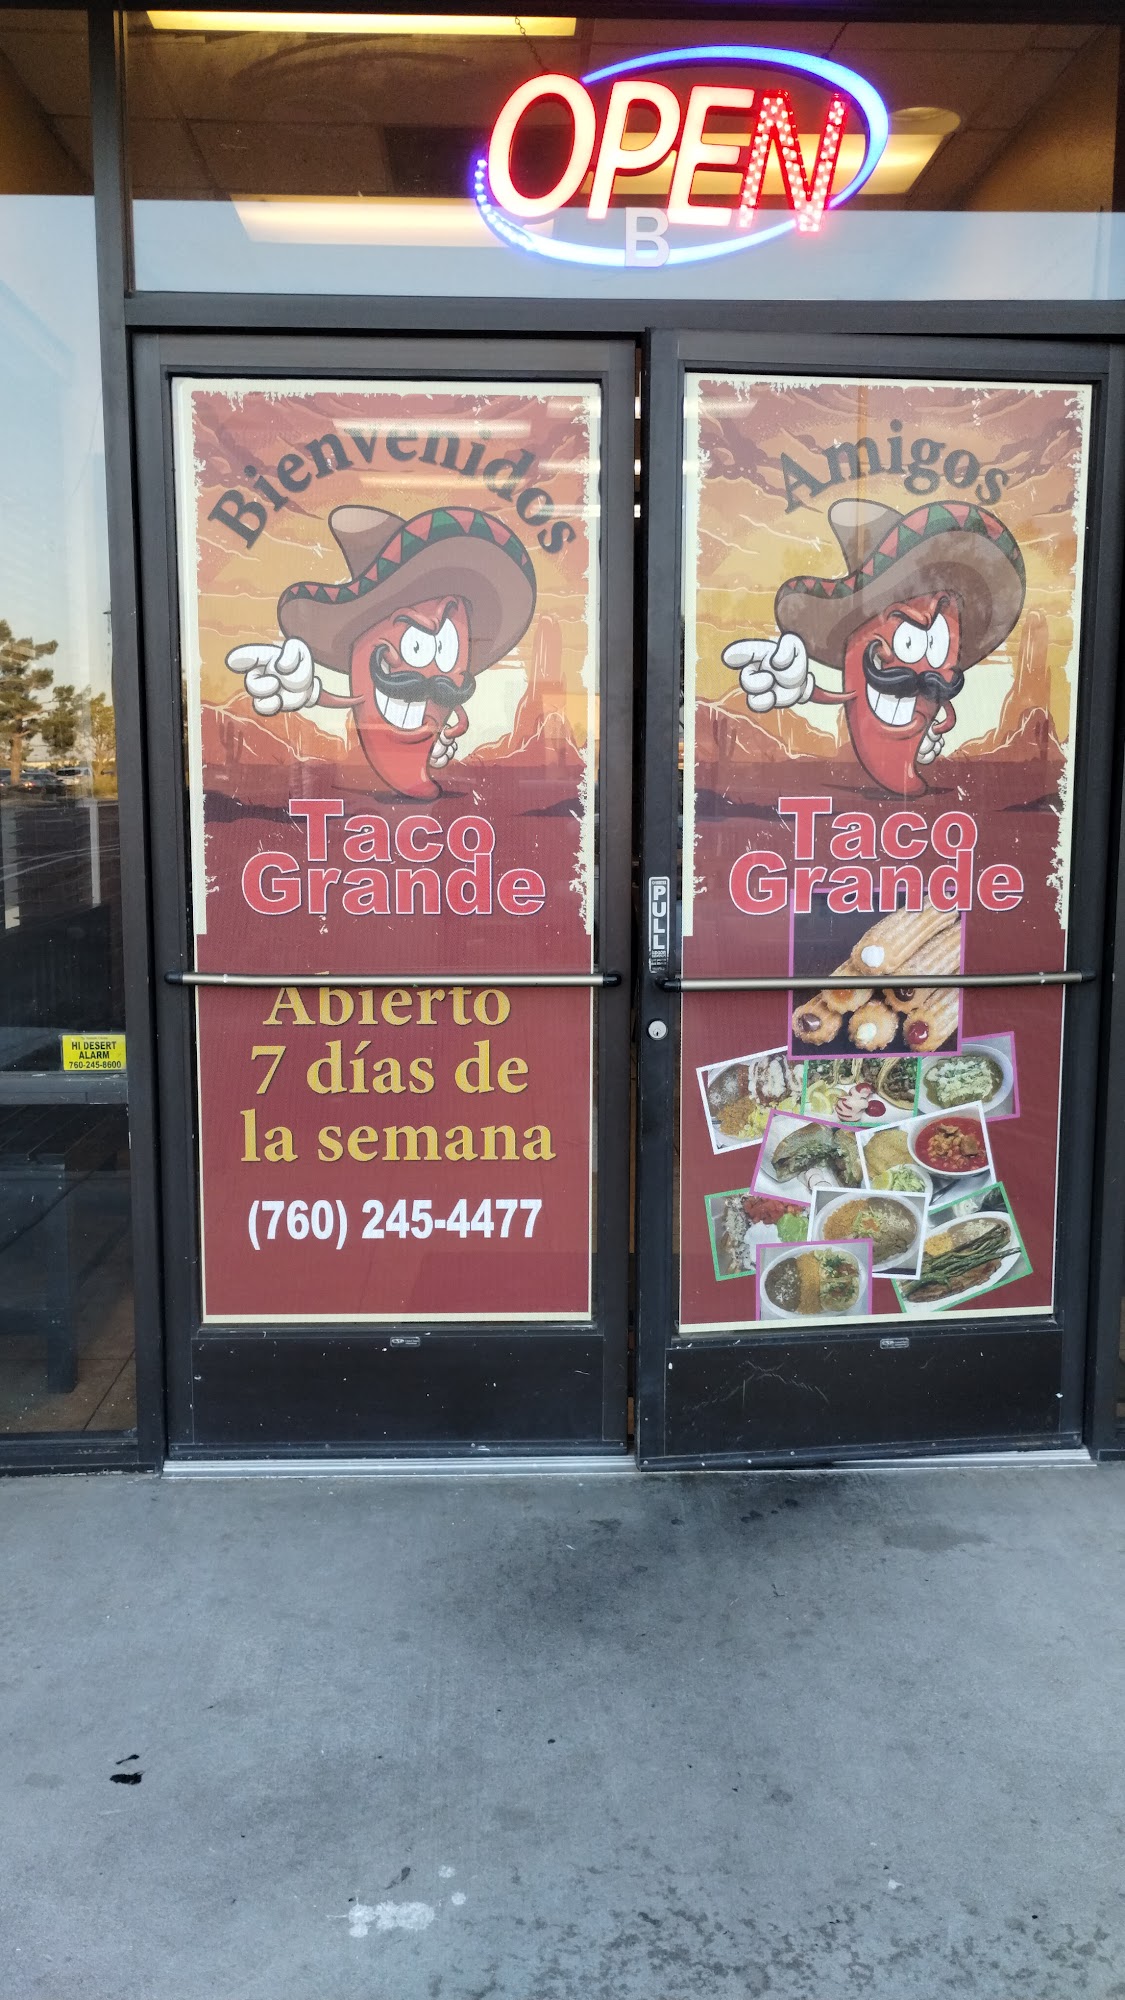 OPEN
B
Bienvenidos
Amigos
Taco
Grande
Taco
Grande
PULL
Abierto
7 días de
la semana
(760) 245-4477
HI DESERT
ALARM
760-245-8600